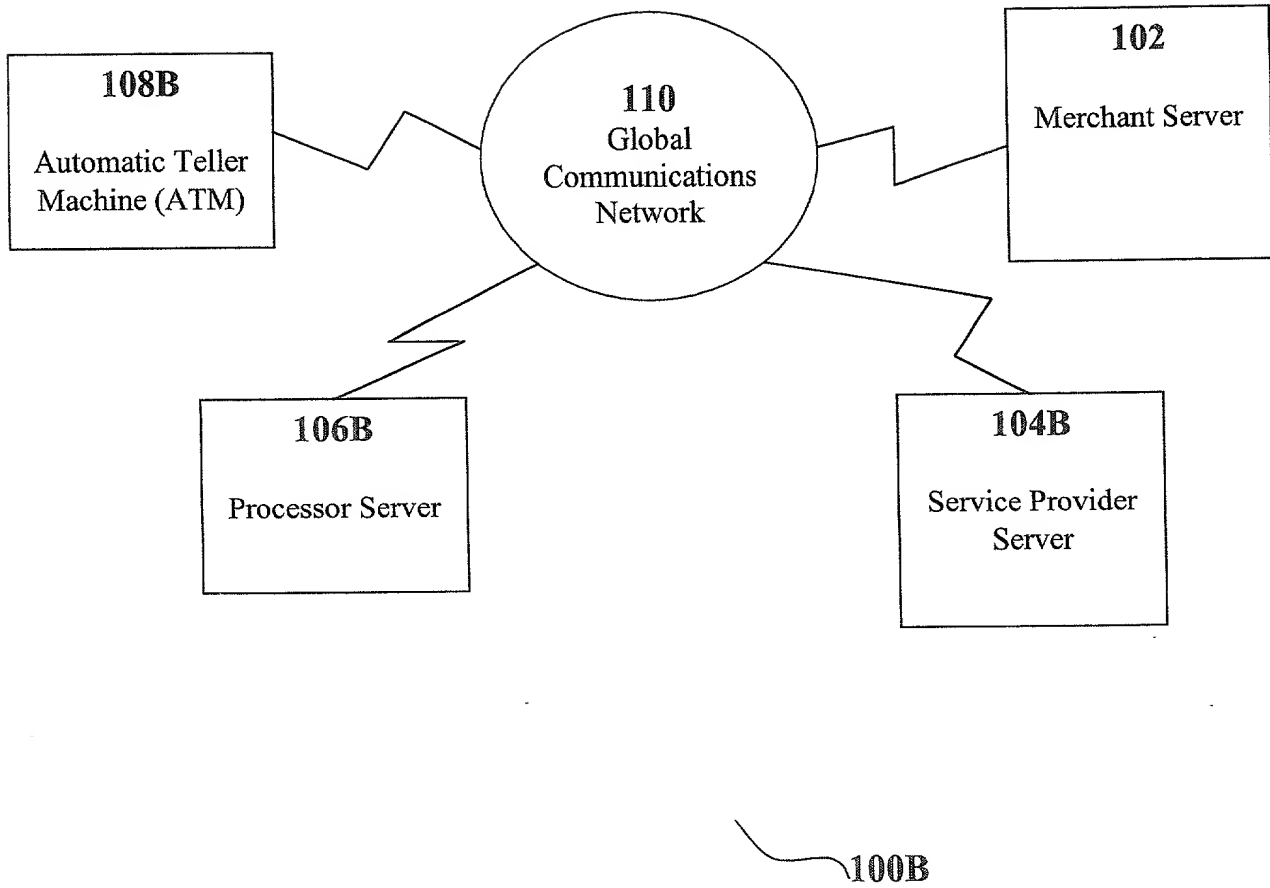 108B
Automatic Teller
Machine (ATM)
110
Global
Communications
Network
102
Merchant Server
106B
Processor Server
104B
Service Provider
Server
100B